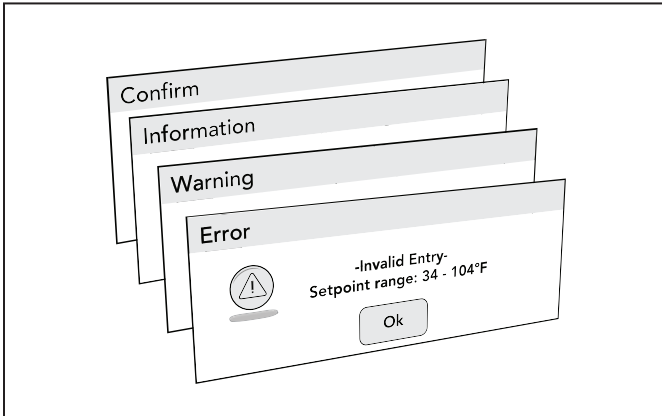 Confirm
Information
Warning
Error
-Invalid Entry-
Setpoint range: 34 - 104°F
Ok